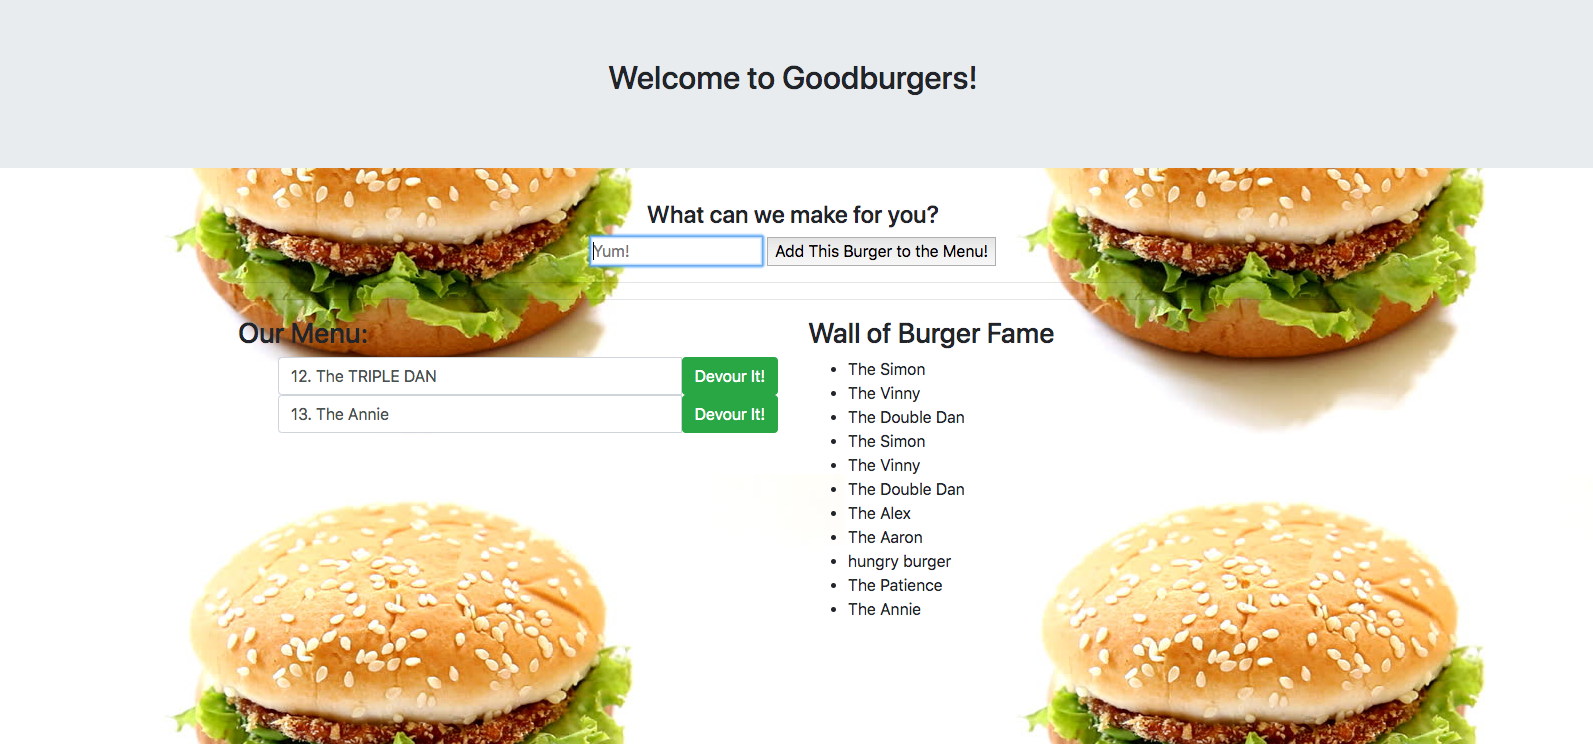 Welcome to Goodburgers!
What can we make for you?
Yum! Add This Burger to the Menu!
Our Menu:
12. The TRIPLE DAN Devour It!
13. The Annie Devour It!
Wall of Burger Fame
The Simon
The Vinny
The Double Dan
The Simon
The Vinny
The Double Dan
The Alex
The Aaron
hungry burger
The Patience
The Annie